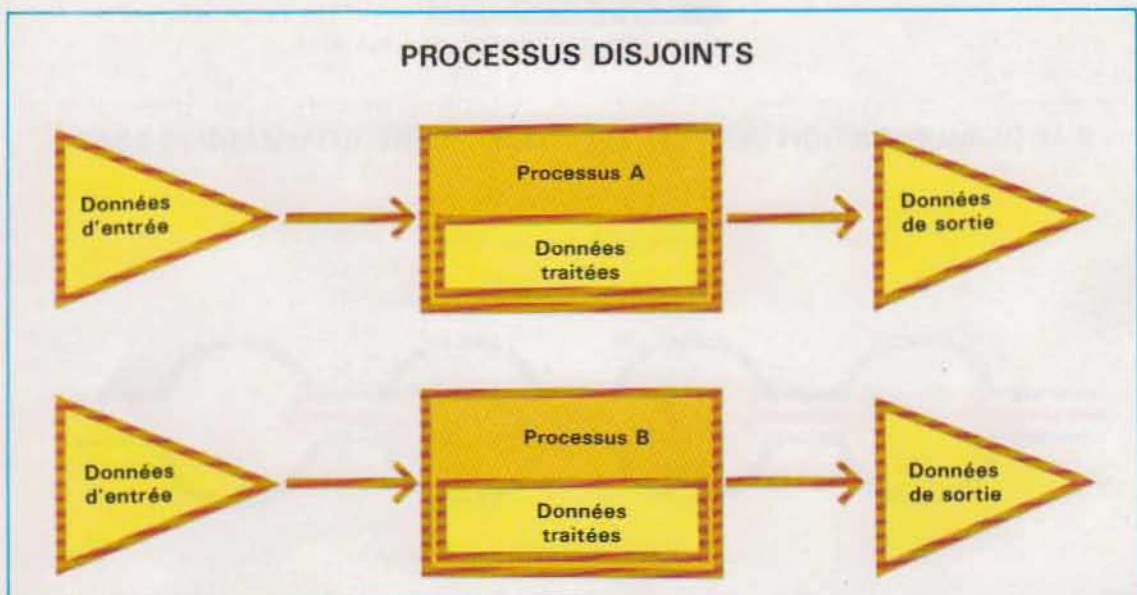 PROCESSUS DISJOINTS
Données
d'entrée
Processus A
Données
traitées
Données
de sortie
Données
d'entrée
Processus B
Données
traitées
Données
de sortie